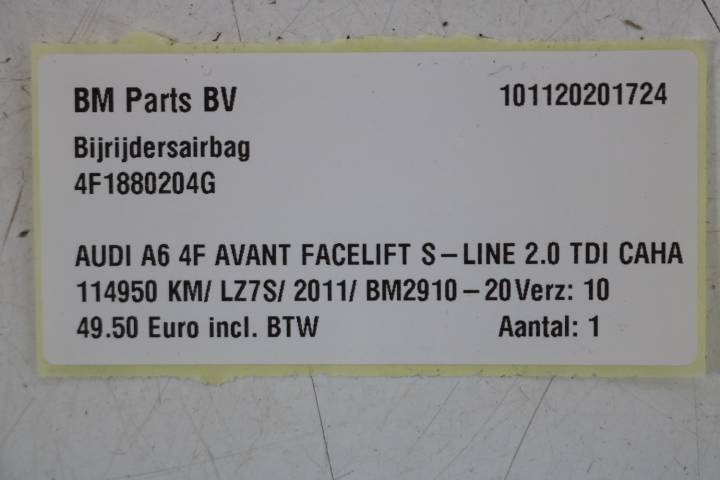 BM Parts BV 101120201724
Bijrijdersairbag
4F1880204G
AUDI A6 4F AVANT FACELIFT S-LINE 2.0 TDI CAHA
114950 KM/ LZ7S/ 2011/ BM2910-20 Verz: 10
49.50 Euro incl. BTW Aantal: 1